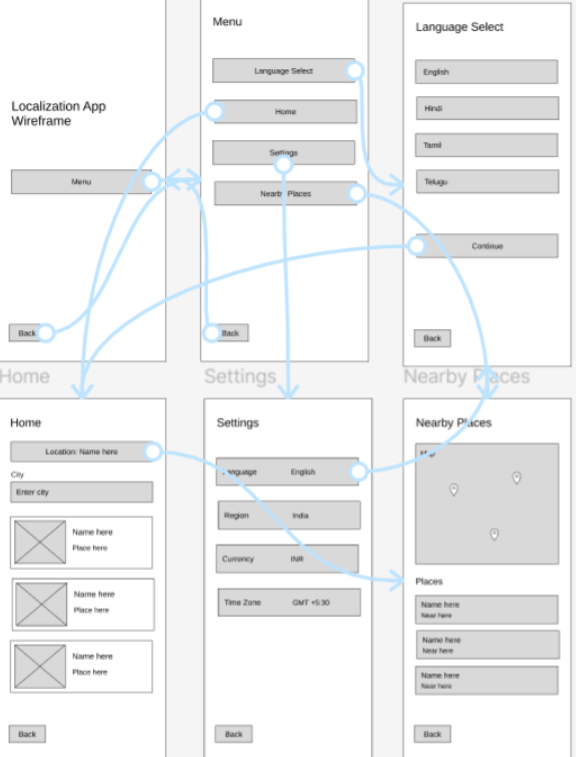 Localization App
Wireframe
Menu
Back
Menu
Language Select
Home
Settings
Nearby Places
Back
Language Select
English
Hindi
Tamil
Telugu
Continue
Back
Home
Home
Location: Name here
City
Enter city
Name here
Place here
Name here
Place here
Name here
Place here
Back
Settings
Settings
Language English
Region India
Currency INR
Time Zone GMT +5:30
Back
Nearby Places
Nearby Places
Map
Places
Name here
Near here
Name here
Near here
Name here
Near here
Back